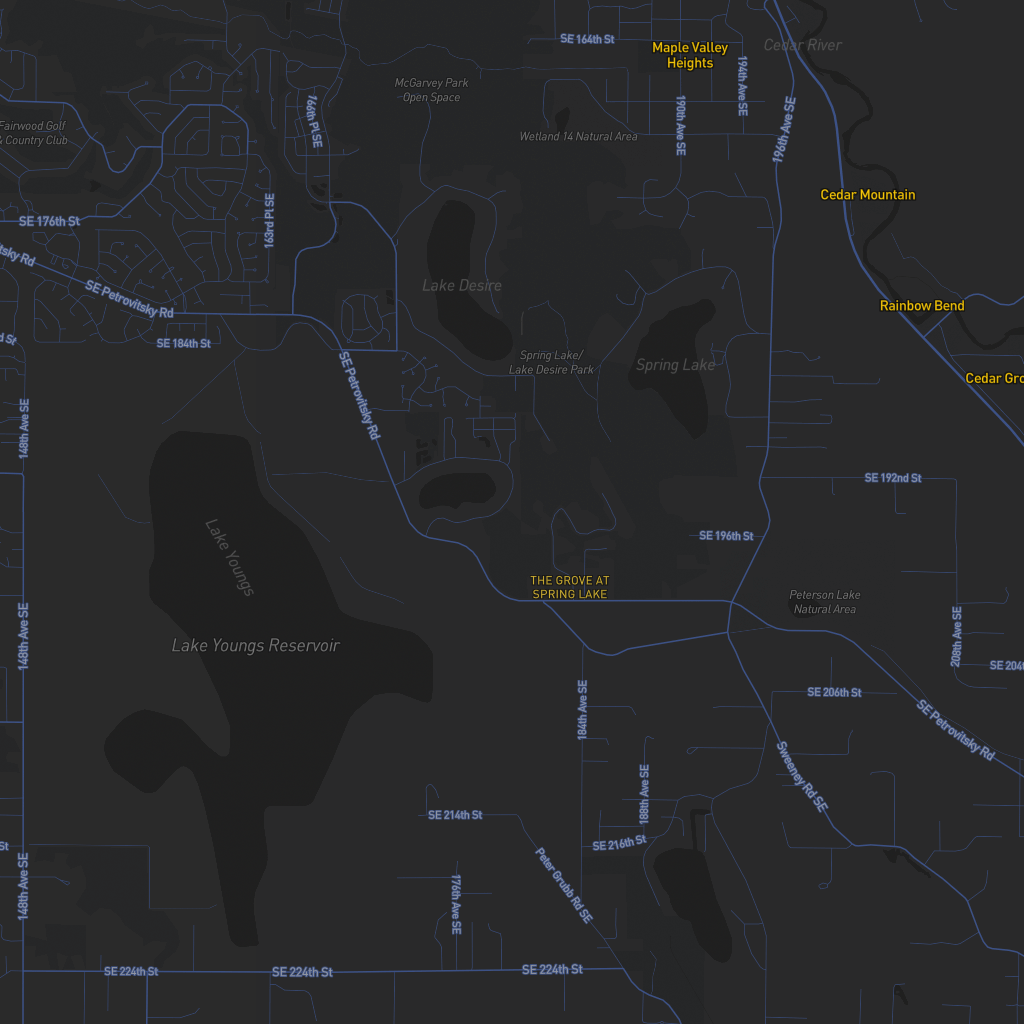 SE 164th St
Maple Valley
Heights
Cedar River
194th Ave SE
McGarvey Park
Open Space
190th Ave SE
166th Pl SE
196th Ave SE
Fairwood Golf
& Country Club
Wetland 14 Natural Area
Cedar Mountain
SE 176th St
163rd Pl SE
itsky Rd
SE Petrovitsky Rd
Lake Desire
Rainbow Bend
d St
SE 184th St
Spring Lake/
Lake Desire Park
Spring Lake
Cedar Gro
SE Petrovitsky Rd
148th Ave SE
SE 192nd St
SE 196th St
Lake Youngs
THE GROVE AT
SPRING LAKE
Peterson Lake
Natural Area
148th Ave SE
208th Ave SE
Lake Youngs Reservoir
SE 204t
184th Ave SE
SE 206th St
SE Petrovitsky Rd
Sweeney Rd SE
188th Ave SE
SE 214th St
SE 216th St
St
148th Ave SE
Peter Grubb Rd SE
176th Ave SE
SE 224th St
SE 224th St
SE 224th St